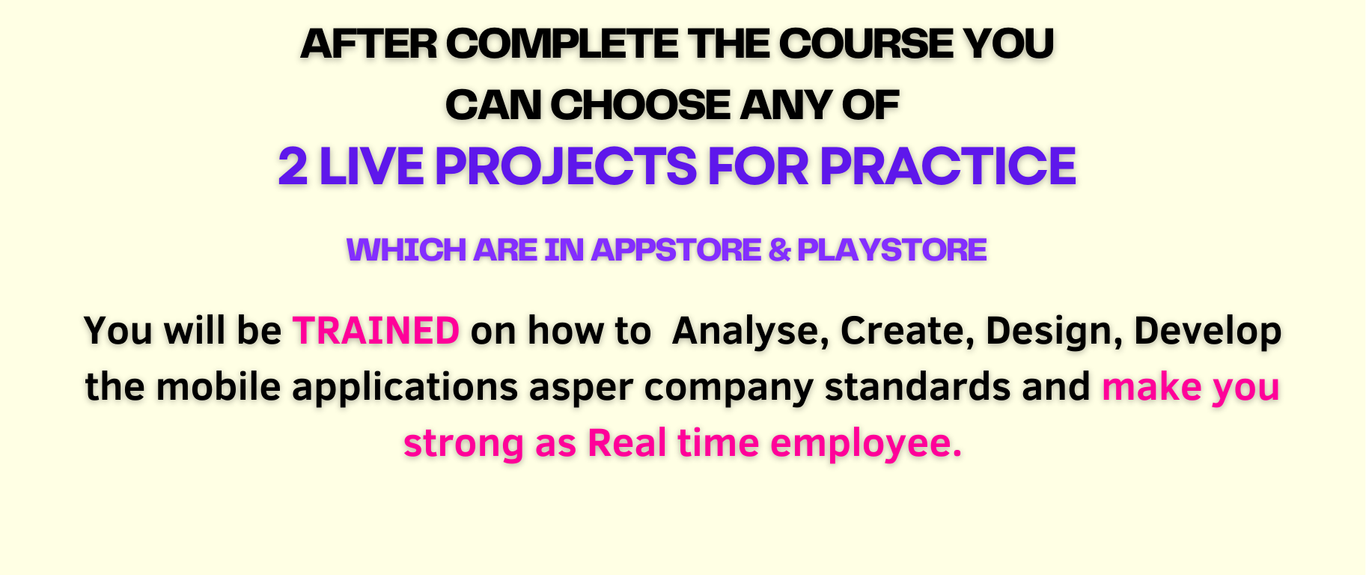 AFTER COMPLETE THE COURSE YOU
CAN CHOOSE ANY OF
2 LIVE PROJECTS FOR PRACTICE
WHICH ARE IN APPSTORE & PLAYSTORE
You will be TRAINED on how to  Analyse, Create, Design, Develop
the mobile applications asper company standards and make you
strong as Real time employee.